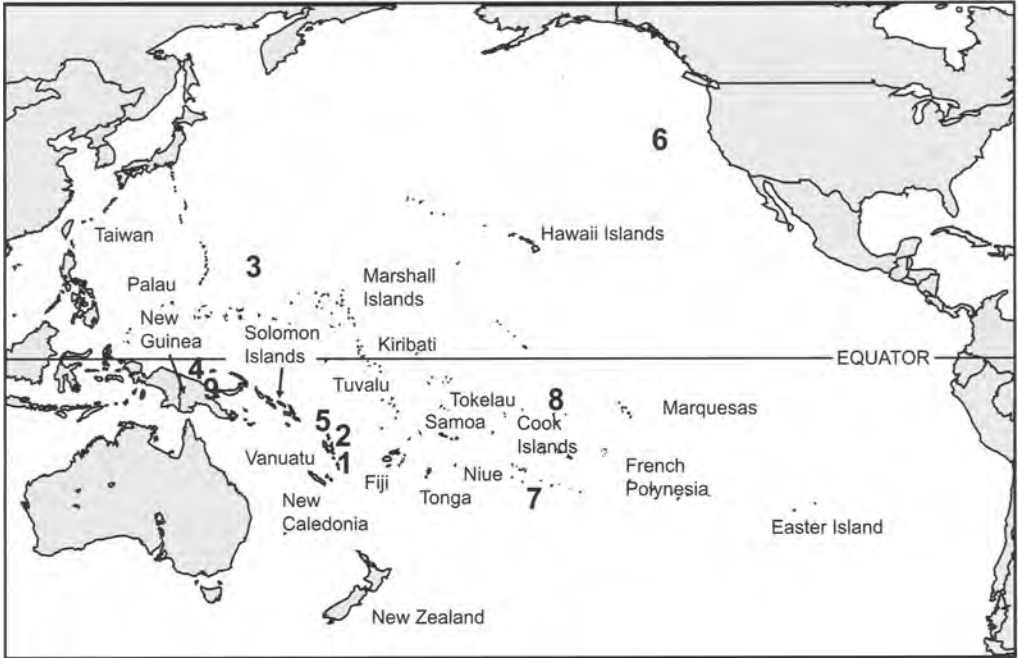 6
Taiwan
Hawaii Islands
3
Palau
Marshall
Islands
New
Guinea
Solomon
Islands
Kiribati
EQUATOR
4
9
Tuvalu
Tokelau
8
Marquesas
5
2
Samoa
Cook
Islands
Vanuatu
1
Fiji
Niue
French
Polynesia
Tonga
7
New
Caledonia
Easter Island
New Zealand